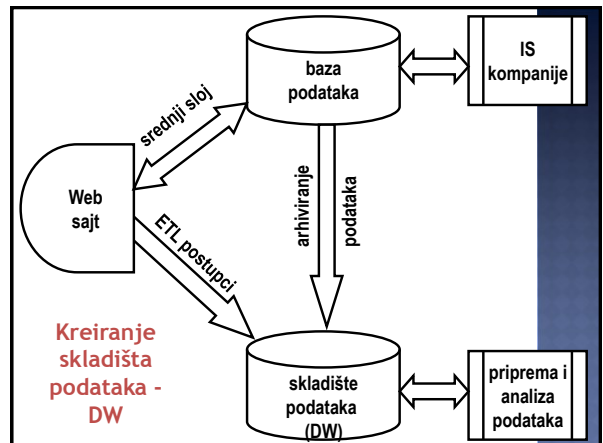 baza
podataka
IS
kompanije
srednji sloj
Web
sajt
arhiviranje
podataka
ETL postupci
Kreiranje
skladišta
podataka -
DW
skladište
podataka
(DW)
priprema i
analiza
podataka